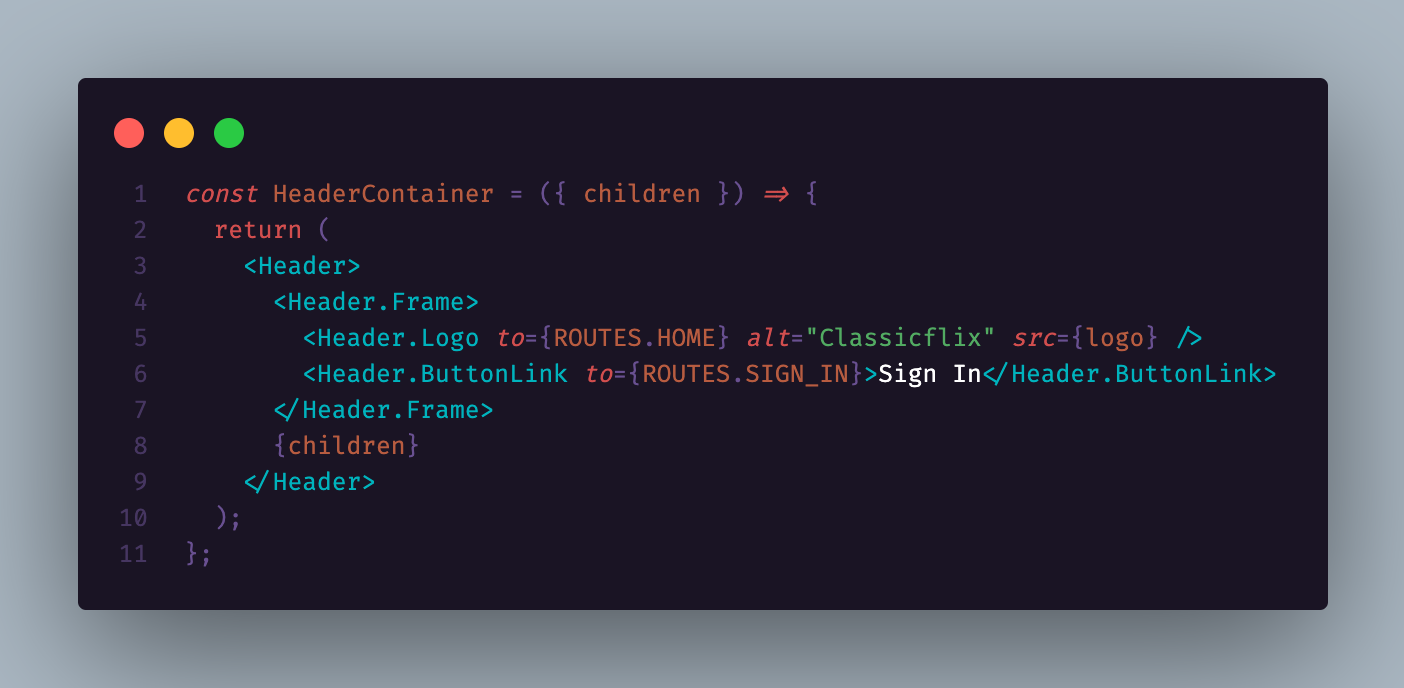 1 const HeaderContainer = ({ children }) => {
2   return (
3     <Header>
4       <Header.Frame>
5         <Header.Logo to={ROUTES.HOME} alt="Classicflix" src={logo} />
6         <Header.ButtonLink to={ROUTES.SIGN_IN}>Sign In</Header.ButtonLink>
7       </Header.Frame>
8       {children}
9     </Header>
10   );
11 };